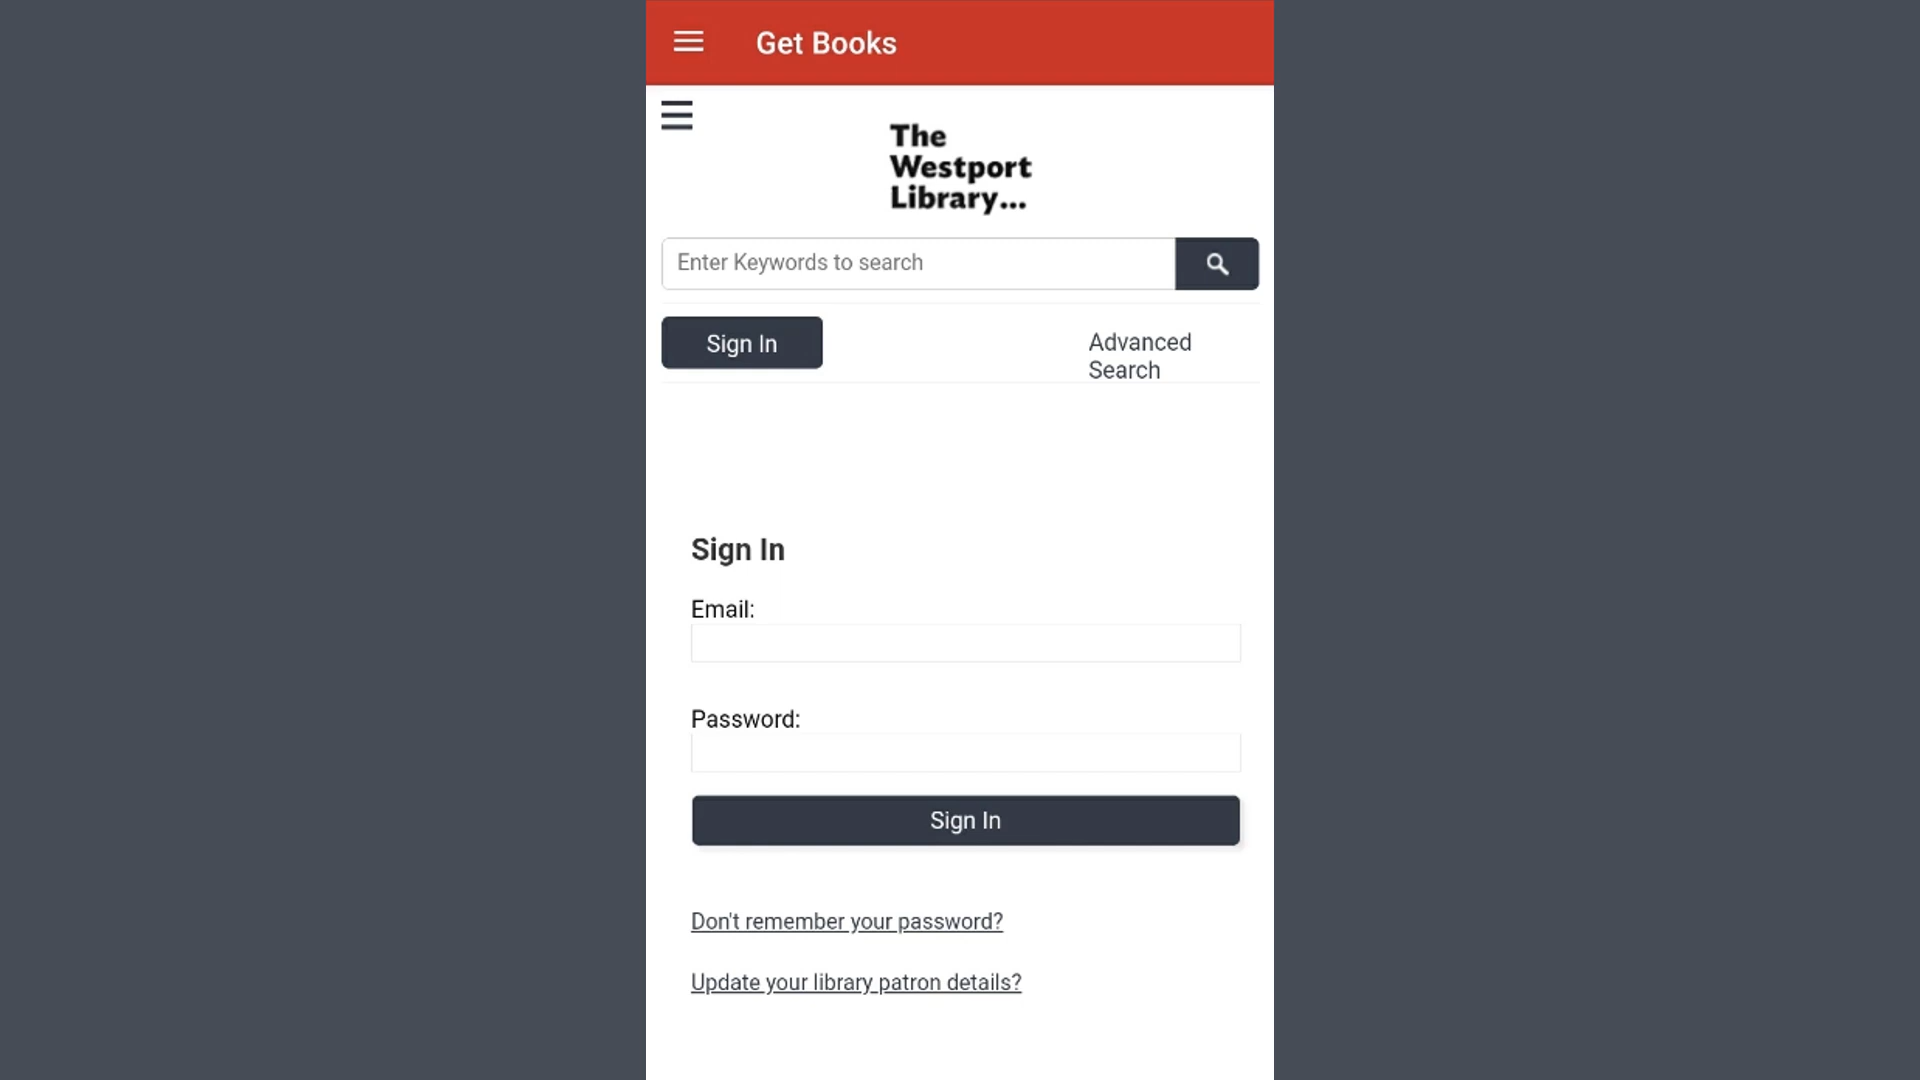 Get Books
The
Westport
Library...
Enter Keywords to search
Sign In
Advanced
Search
Sign In
Email:
Password:
Sign In
Don't remember your password?
Update your library patron details?